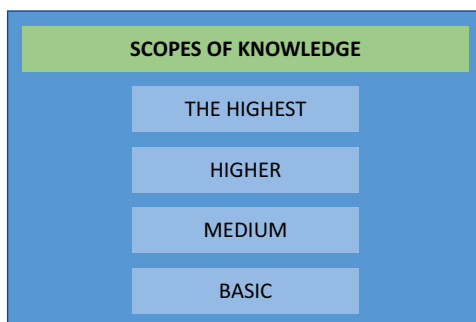 SCOPES OF KNOWLEDGE
THE HIGHEST
HIGHER
MEDIUM
BASIC